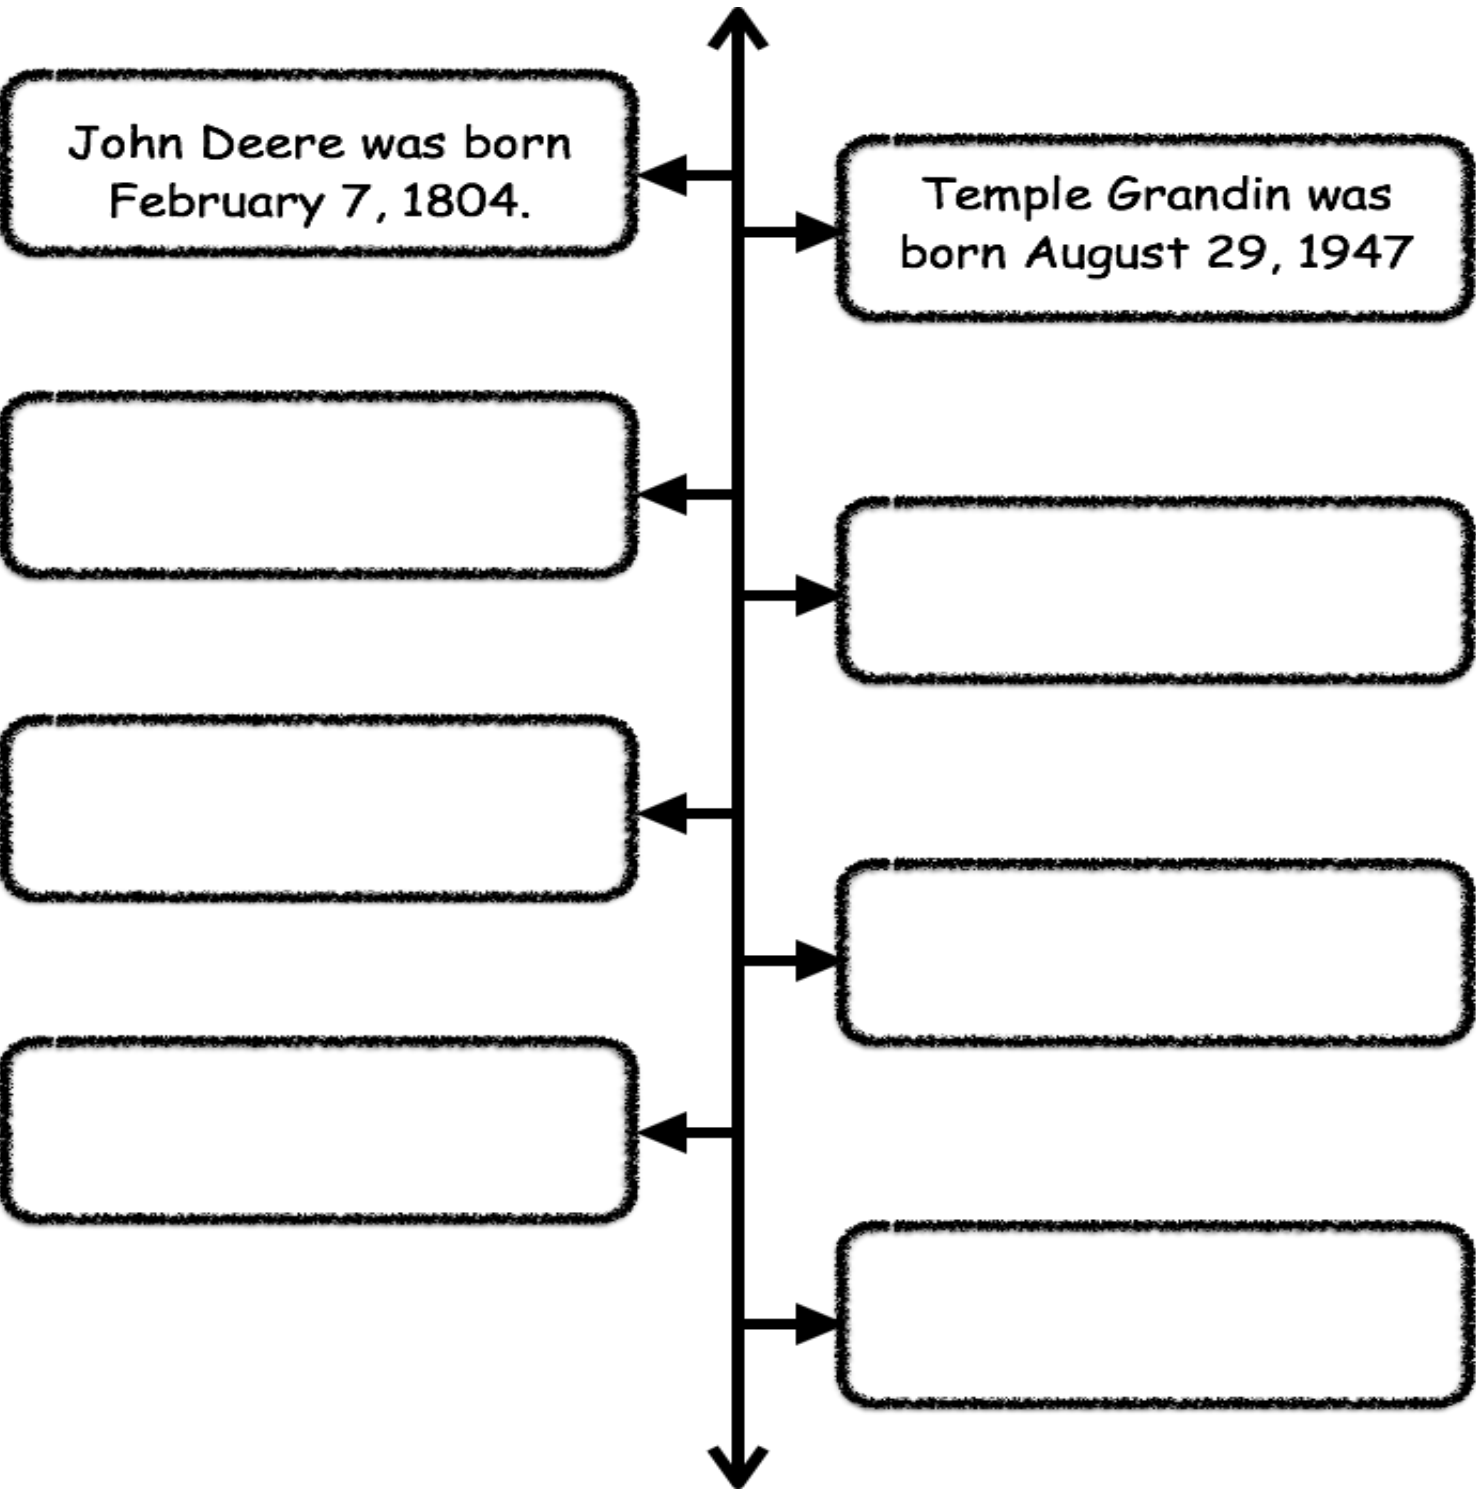 John Deere was born
February 7, 1804.
Temple Grandin was
born August 29, 1947